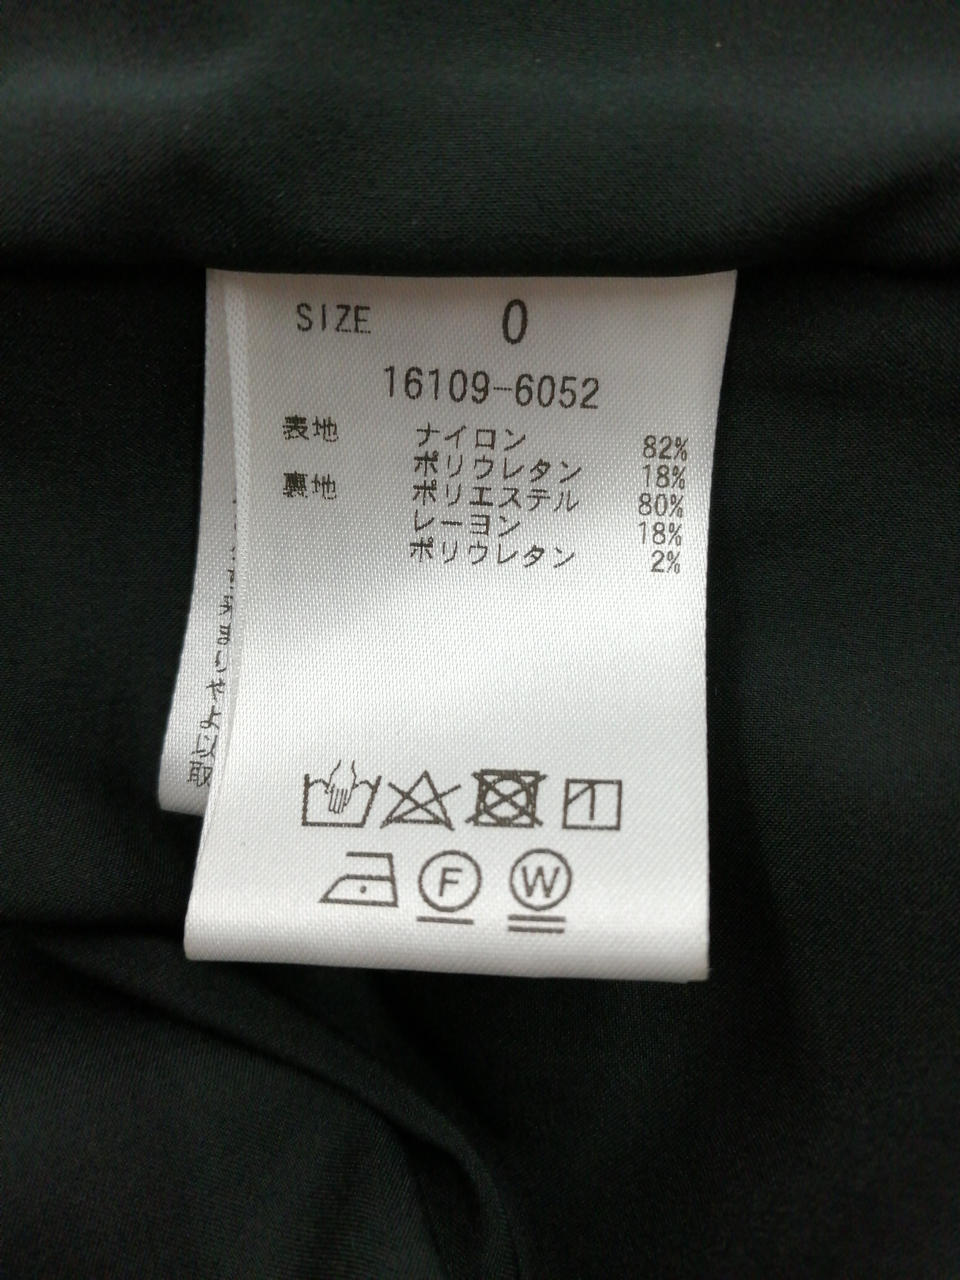 SIZE 0
16109-6052
表地 ナイロン 82%
ポリウレタン 18%
裏地 ポリエステル 80%
レーヨン 18%
ポリウレタン 2%
F W